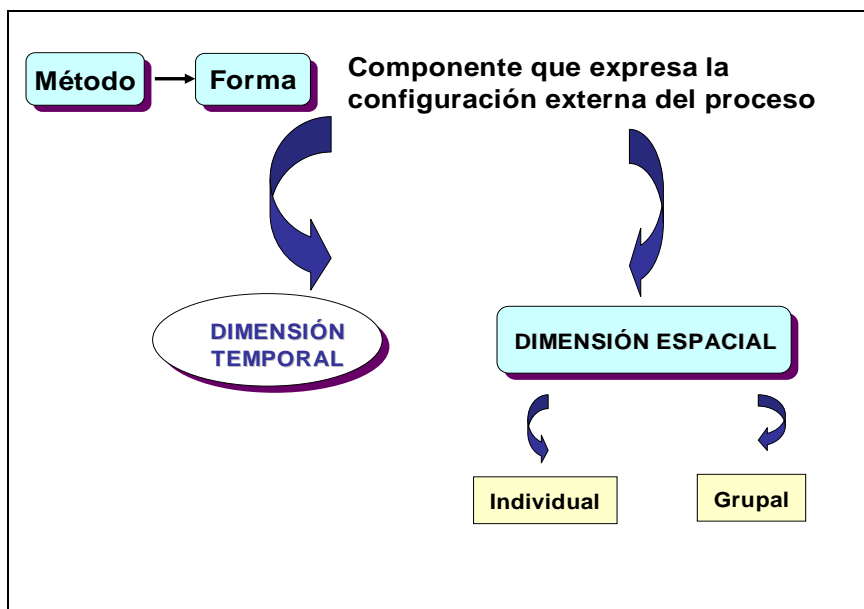 Método
Forma
Componente que expresa la
configuración externa del proceso
DIMENSIÓN
TEMPORAL
DIMENSIÓN ESPACIAL
Individual
Grupal